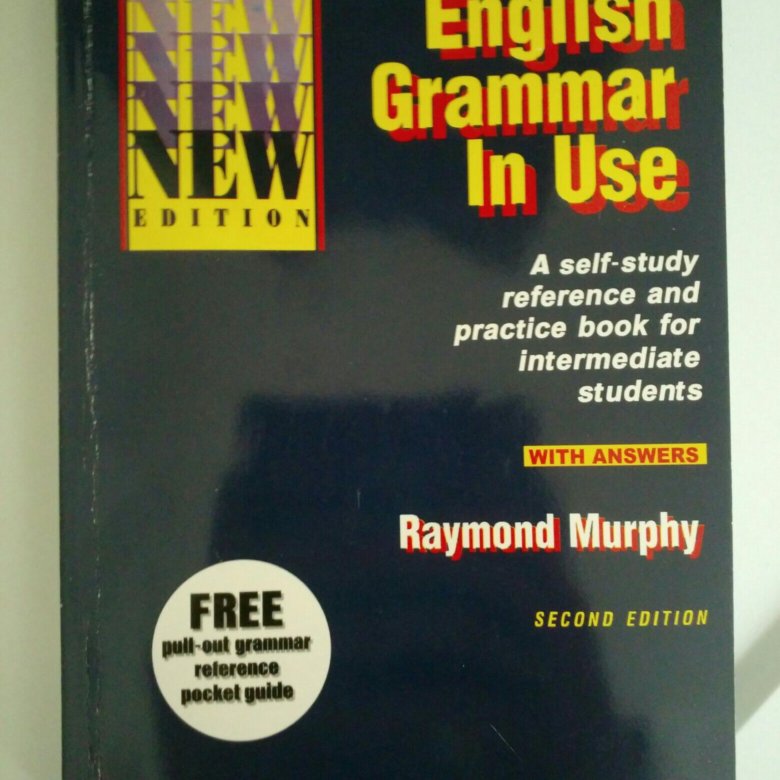 NEW
NEW
NEW
NEW
EDITION
English
Grammar
In Use
A self-study
reference and
practice book for
intermediate
students
WITH ANSWERS
Raymond Murphy
SECOND EDITION
FREE
pull-out grammar
reference
pocket guide